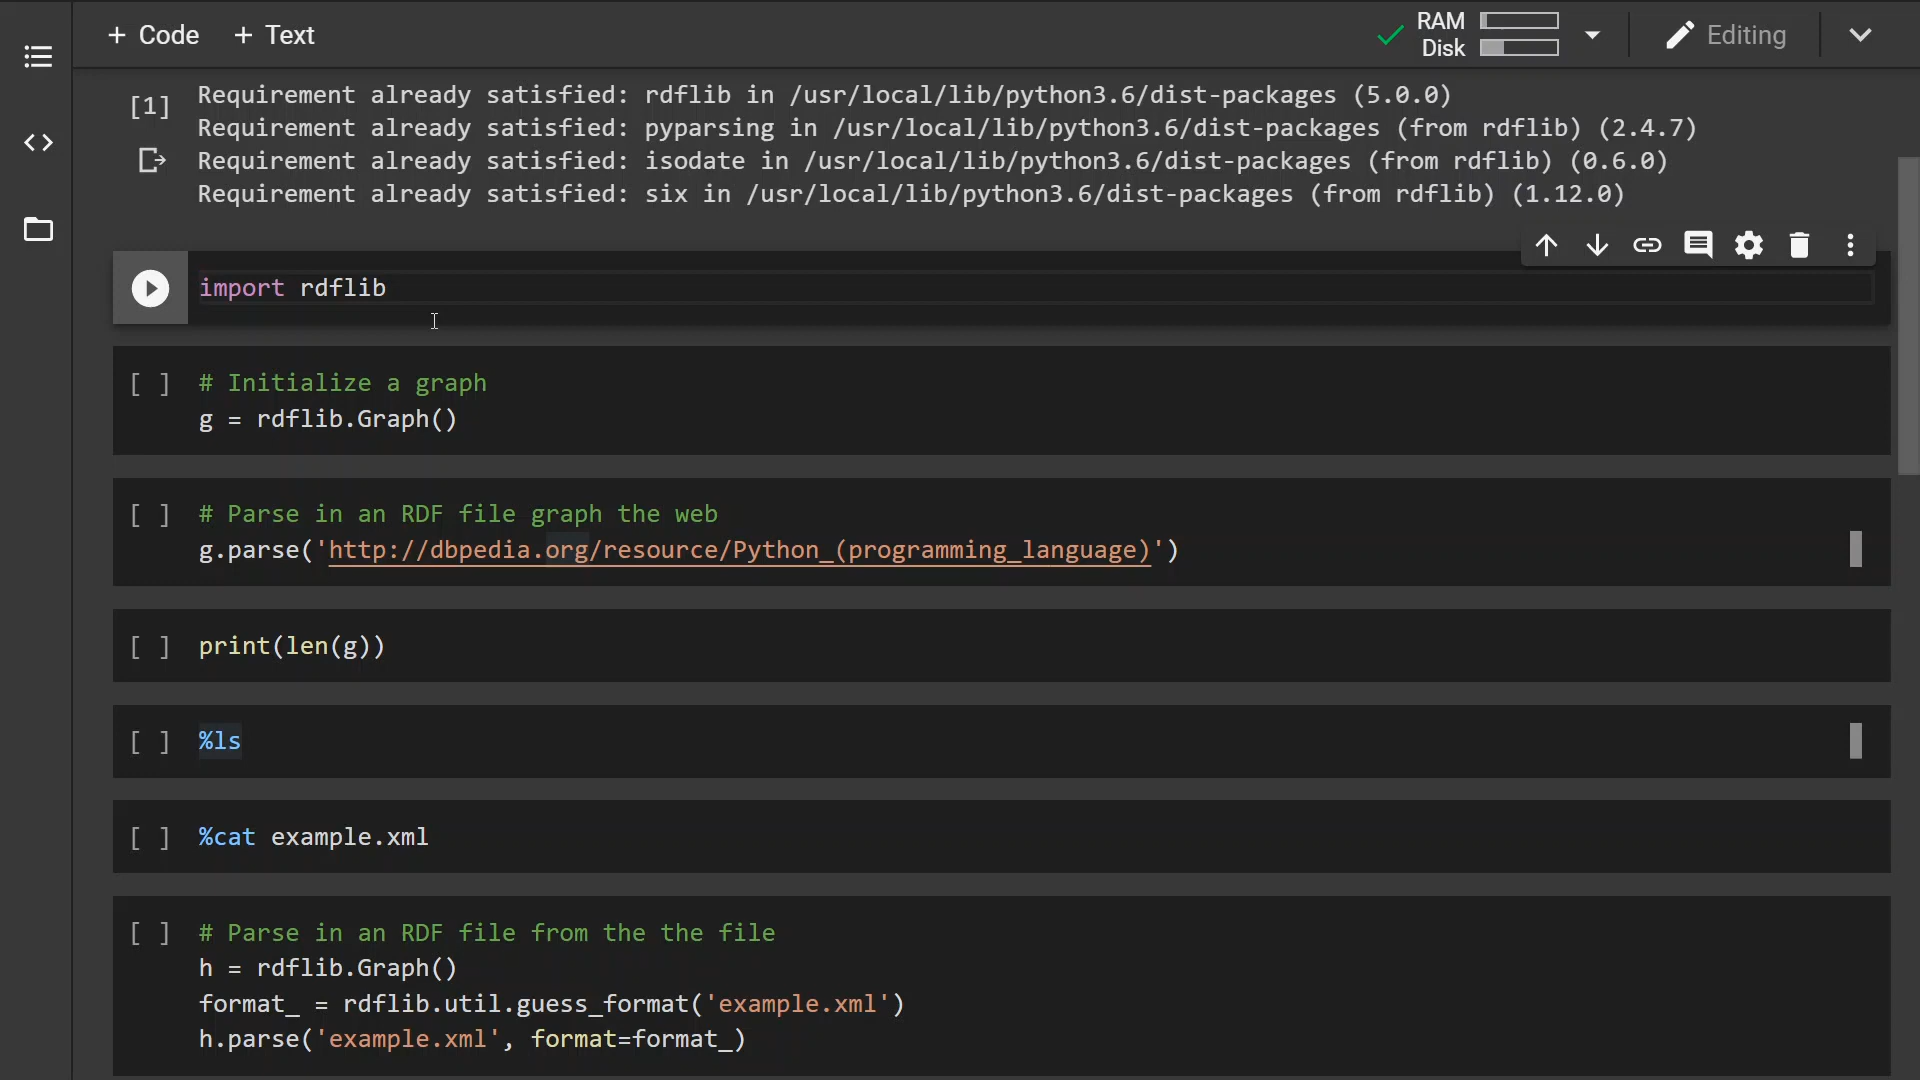 + Code + Text
RAM
Disk
Editing
[1]
Requirement already satisfied: rdflib in /usr/local/lib/python3.6/dist-packages (5.0.0)
Requirement already satisfied: pyparsing in /usr/local/lib/python3.6/dist-packages (from rdflib) (2.4.7)
Requirement already satisfied: isodate in /usr/local/lib/python3.6/dist-packages (from rdflib) (0.6.0)
Requirement already satisfied: six in /usr/local/lib/python3.6/dist-packages (from rdflib) (1.12.0)
import rdflib
[ ] # Initialize a graph
g = rdflib.Graph()
[ ] # Parse in an RDF file graph the web
g.parse('http://dbpedia.org/resource/Python_(programming_language)')
[ ] print(len(g))
[ ] %ls
[ ] %cat example.xml
[ ] # Parse in an RDF file from the the file
h = rdflib.Graph()
format_ = rdflib.util.guess_format('example.xml')
h.parse('example.xml', format=format_)